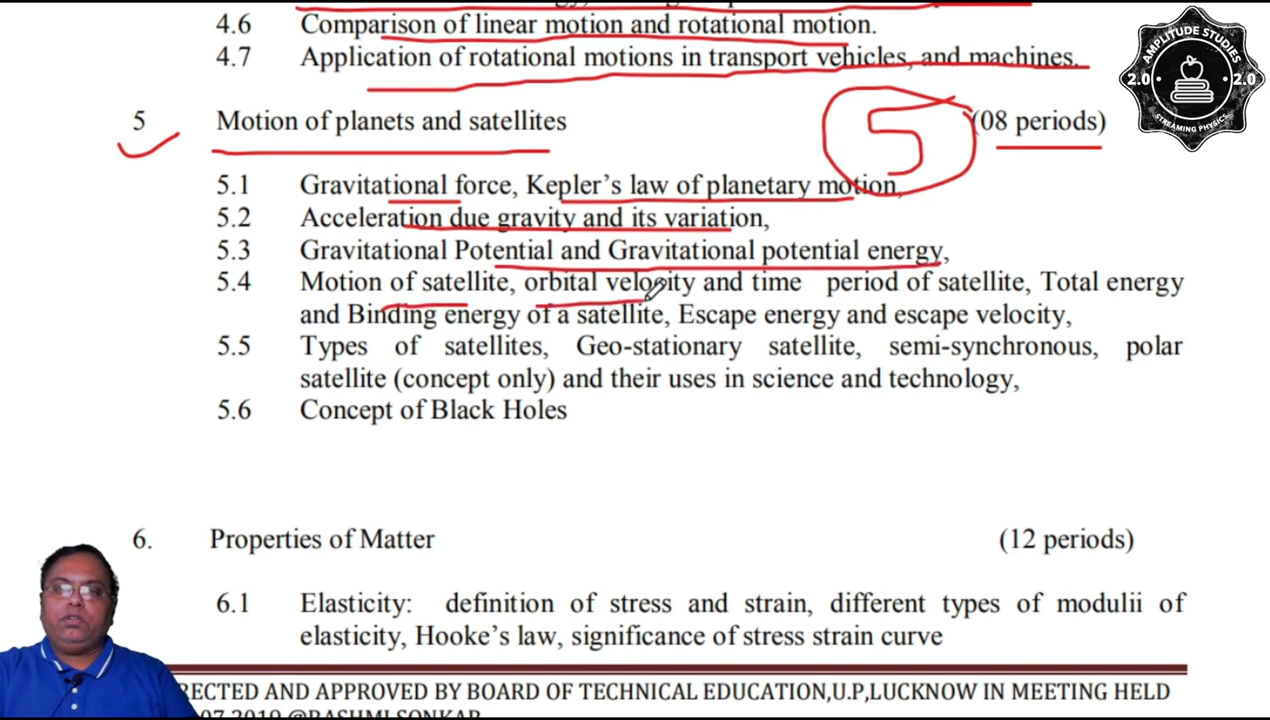 4.6 Comparison of linear motion and rotational motion.
4.7 Application of rotational motions in transport vehicles, and machines.
AMPLITUDE STUDIES
2.0 2.0
STREAMING PHYSICS
5 Motion of planets and satellites 5 (08 periods)
5.1 Gravitational force, Kepler's law of planetary motion,
5.2 Acceleration due gravity and its variation,
5.3 Gravitational Potential and Gravitational potential energy,
5.4 Motion of satellite, orbital velocity and time period of satellite, Total energy
and Binding energy of a satellite, Escape energy and escape velocity,
5.5 Types of satellites, Geo-stationary satellite, semi-synchronous, polar
satellite (concept only) and their uses in science and technology,
5.6 Concept of Black Holes
6. Properties of Matter (12 periods)
6.1 Elasticity: definition of stress and strain, different types of modulii of
elasticity, Hooke's law, significance of stress strain curve
RECTED AND APPROVED BY BOARD OF TECHNICAL EDUCATION,U.P,LUCKNOW IN MEETING HELD
07.2019 @RASHMI SONKAR